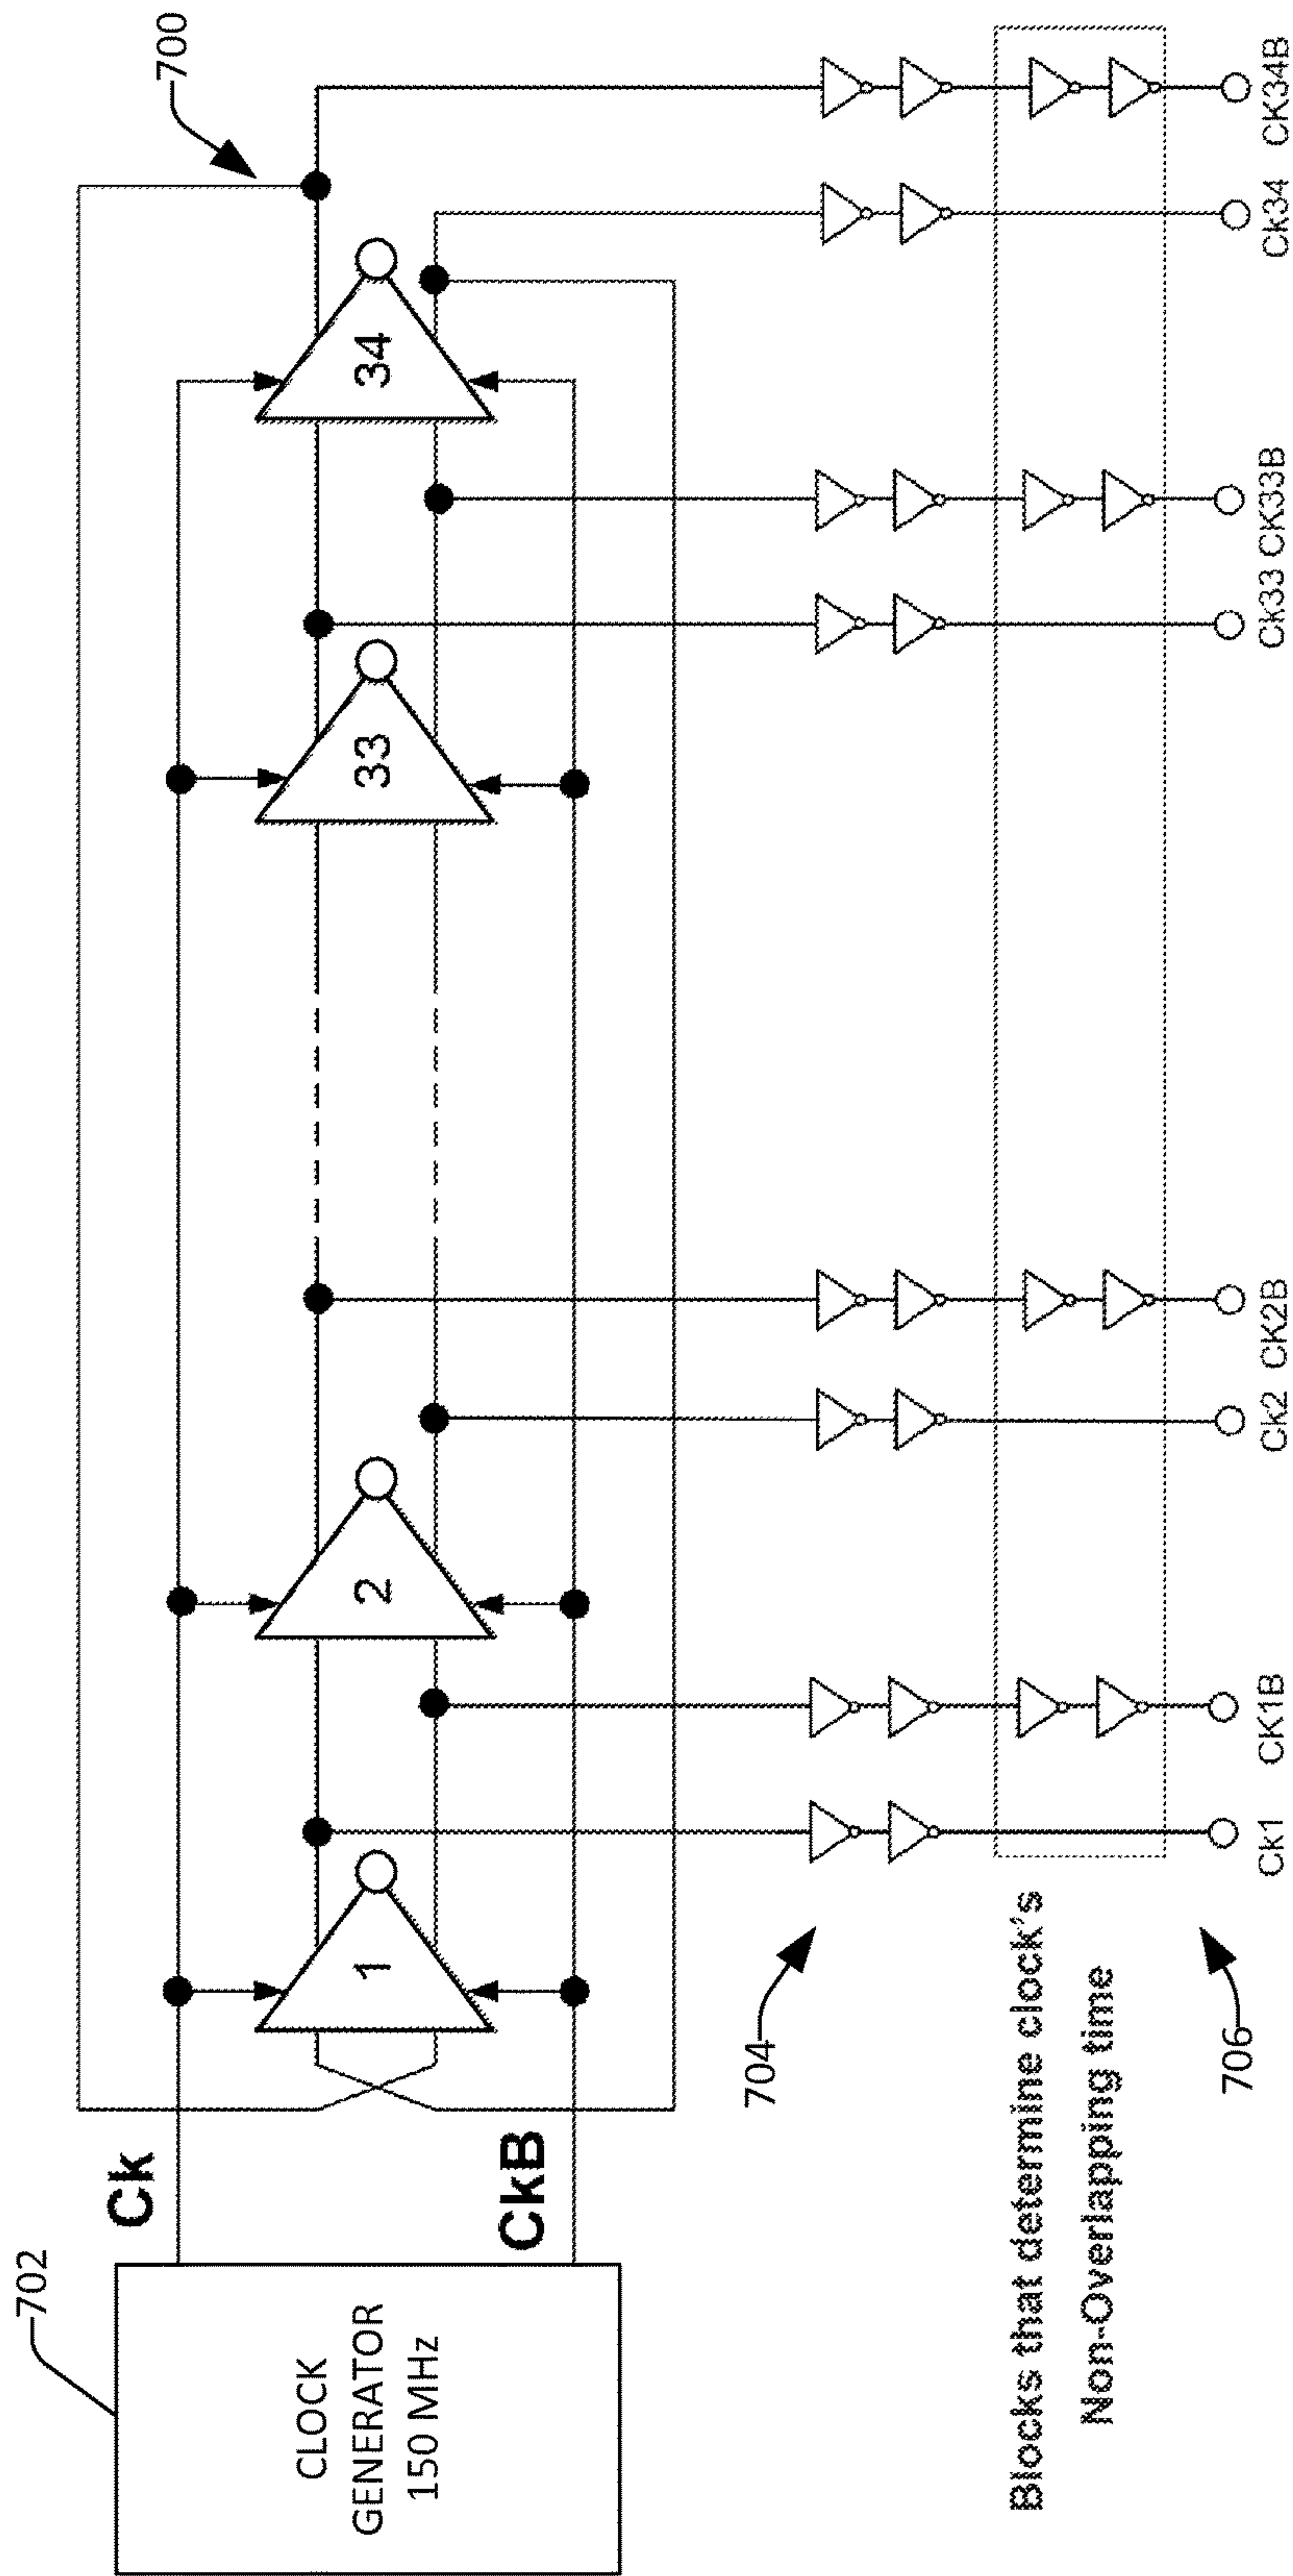 700
702
Ck
CkB
CLOCK
GENERATOR
150 MHz
1
2
33
34
704
Blocks that determine clock's
Non-Overlapping time
706
Ck1
CK1B
Ck2
CK2B
Ck33
CK33B
Ck34
CK34B